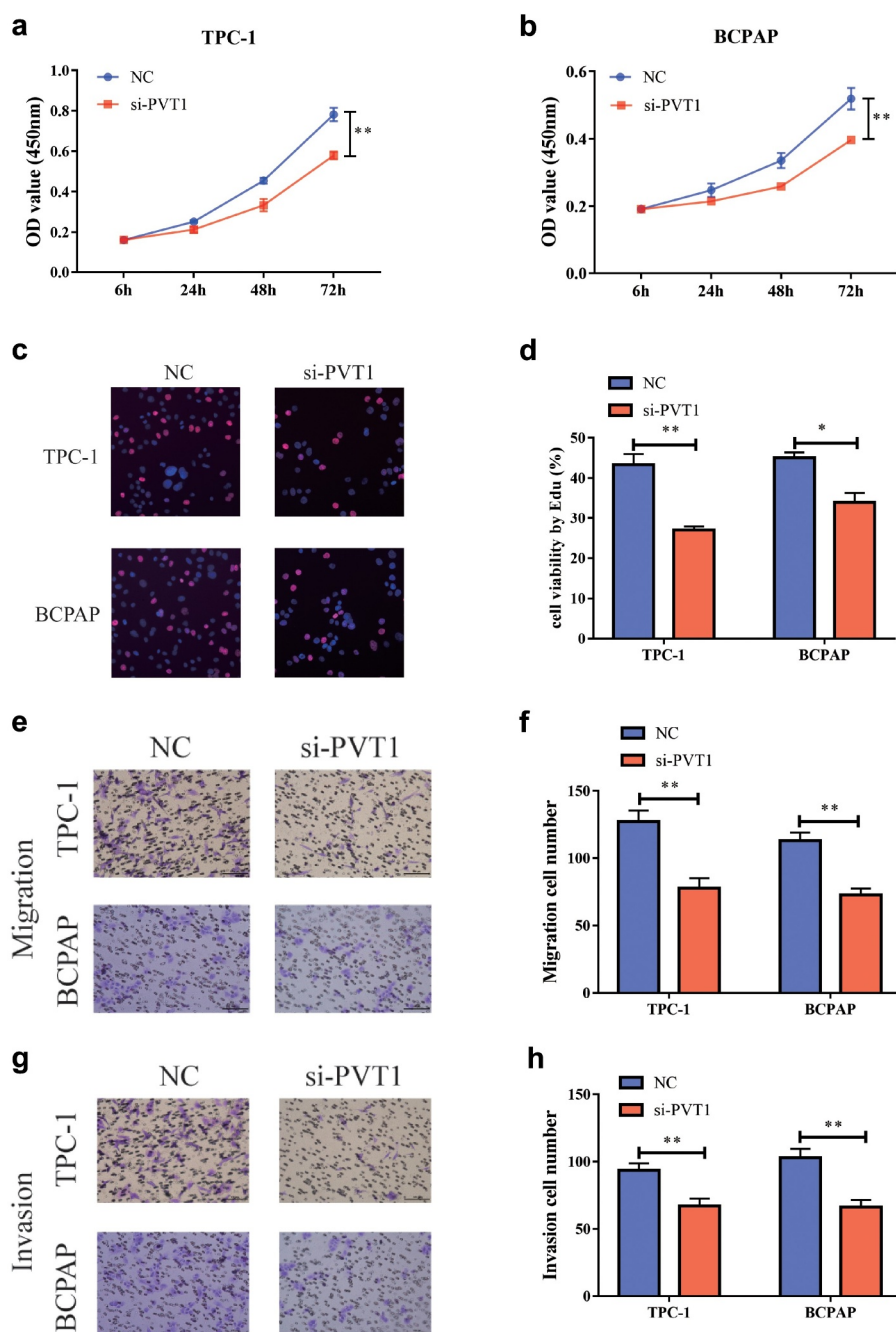 a
TPC-1
NC
si-PVT1
OD value (450nm)
1.0
0.8
0.6
0.4
0.2
0.0
**
6h 24h 48h 72h
b
BCPAP
NC
si-PVT1
OD value (450nm)
0.6
0.4
0.2
0.0
**
6h 24h 48h 72h
c
NC si-PVT1
TPC-1
BCPAP
d
NC
si-PVT1
cell viability by Edu (%)
50
40
30
20
10
0
** *
TPC-1 BCPAP
e
NC si-PVT1
Migration
TPC-1
BCPAP
f
NC
si-PVT1
Migration cell number
150
100
50
0
** **
TPC-1 BCPAP
g
NC si-PVT1
Invasion
TPC-1
BCPAP
h
NC
si-PVT1
Invasion cell number
150
100
50
0
** **
TPC-1 BCPAP